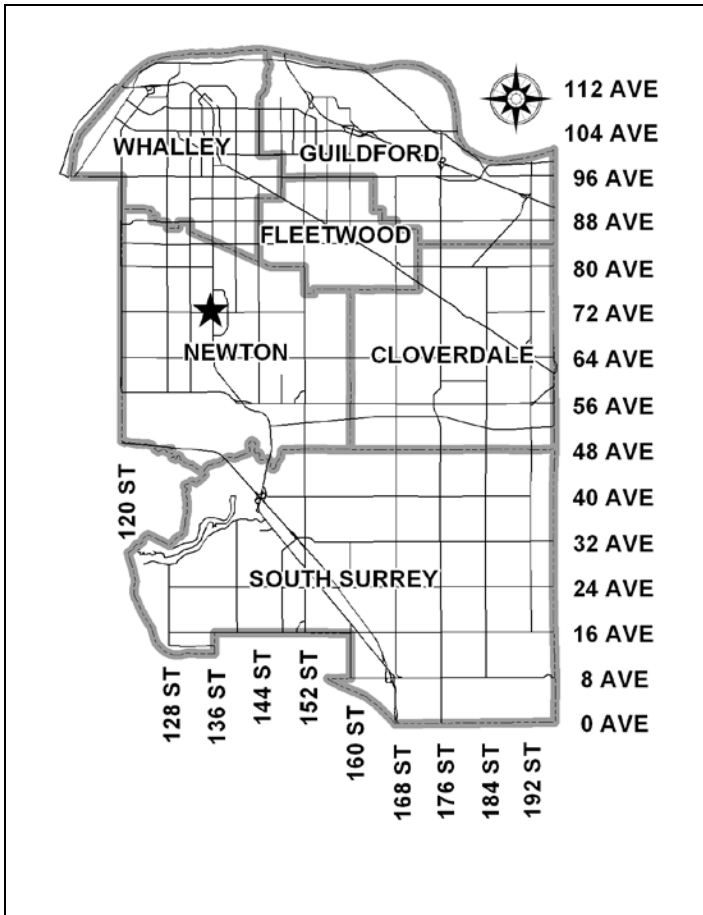 112 AVE
104 AVE
WHALLEY
GUILDFORD
96 AVE
88 AVE
FLEETWOOD
80 AVE
72 AVE
NEWTON
CLOVERDALE
64 AVE
56 AVE
48 AVE
120 ST
40 AVE
32 AVE
SOUTH SURREY
24 AVE
16 AVE
8 AVE
0 AVE
128 ST
136 ST
144 ST
152 ST
160 ST
168 ST
176 ST
184 ST
192 ST